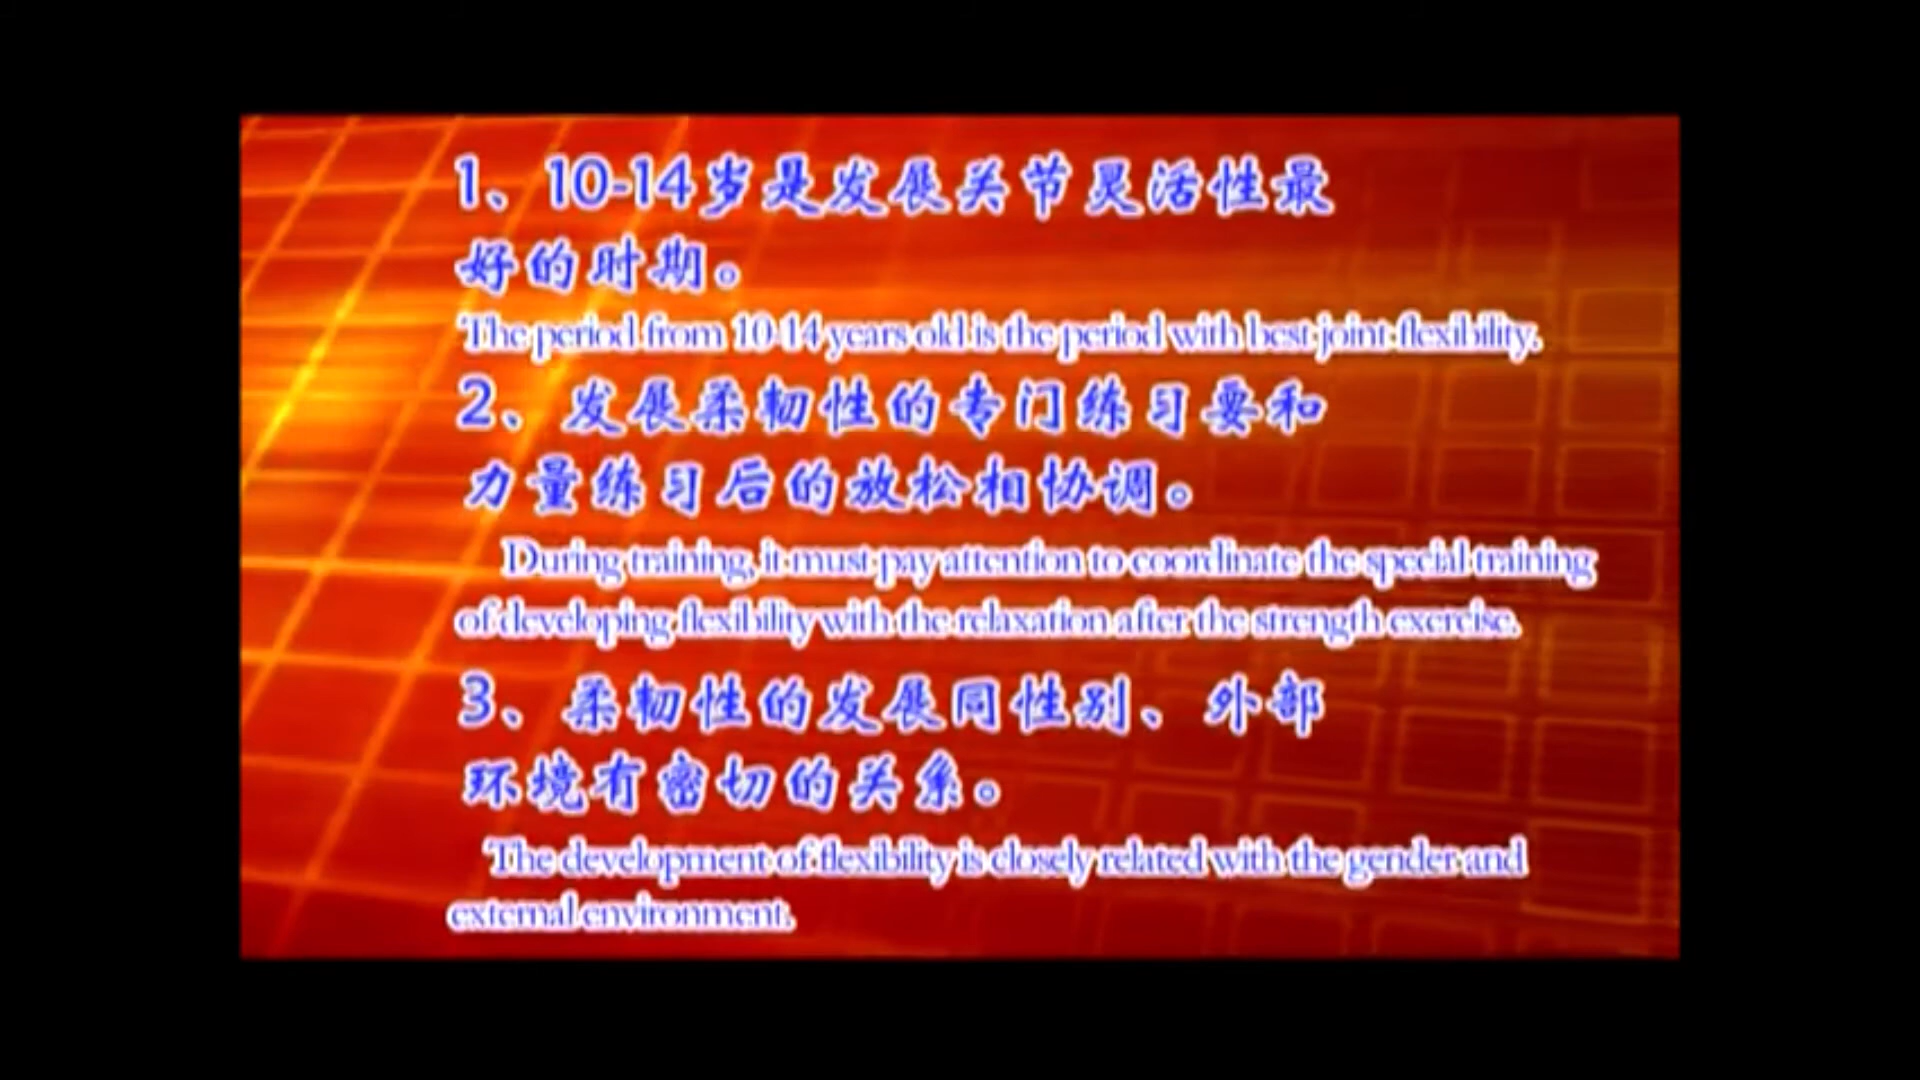 1、10-14岁是发展关节灵活性最
好的时期。
The period from 10-14 years old is the period with best joint flexibility.
2、发展柔韧性的专门练习要和
力量练习后的放松相协调。
During training, it must pay attention to coordinate the special training
of developing flexibility with the relaxation after the strength exercise.
3、柔韧性的发展同性别、外部
环境有密切的关系。
The development of flexibility is closely related with the gender and
external environment.